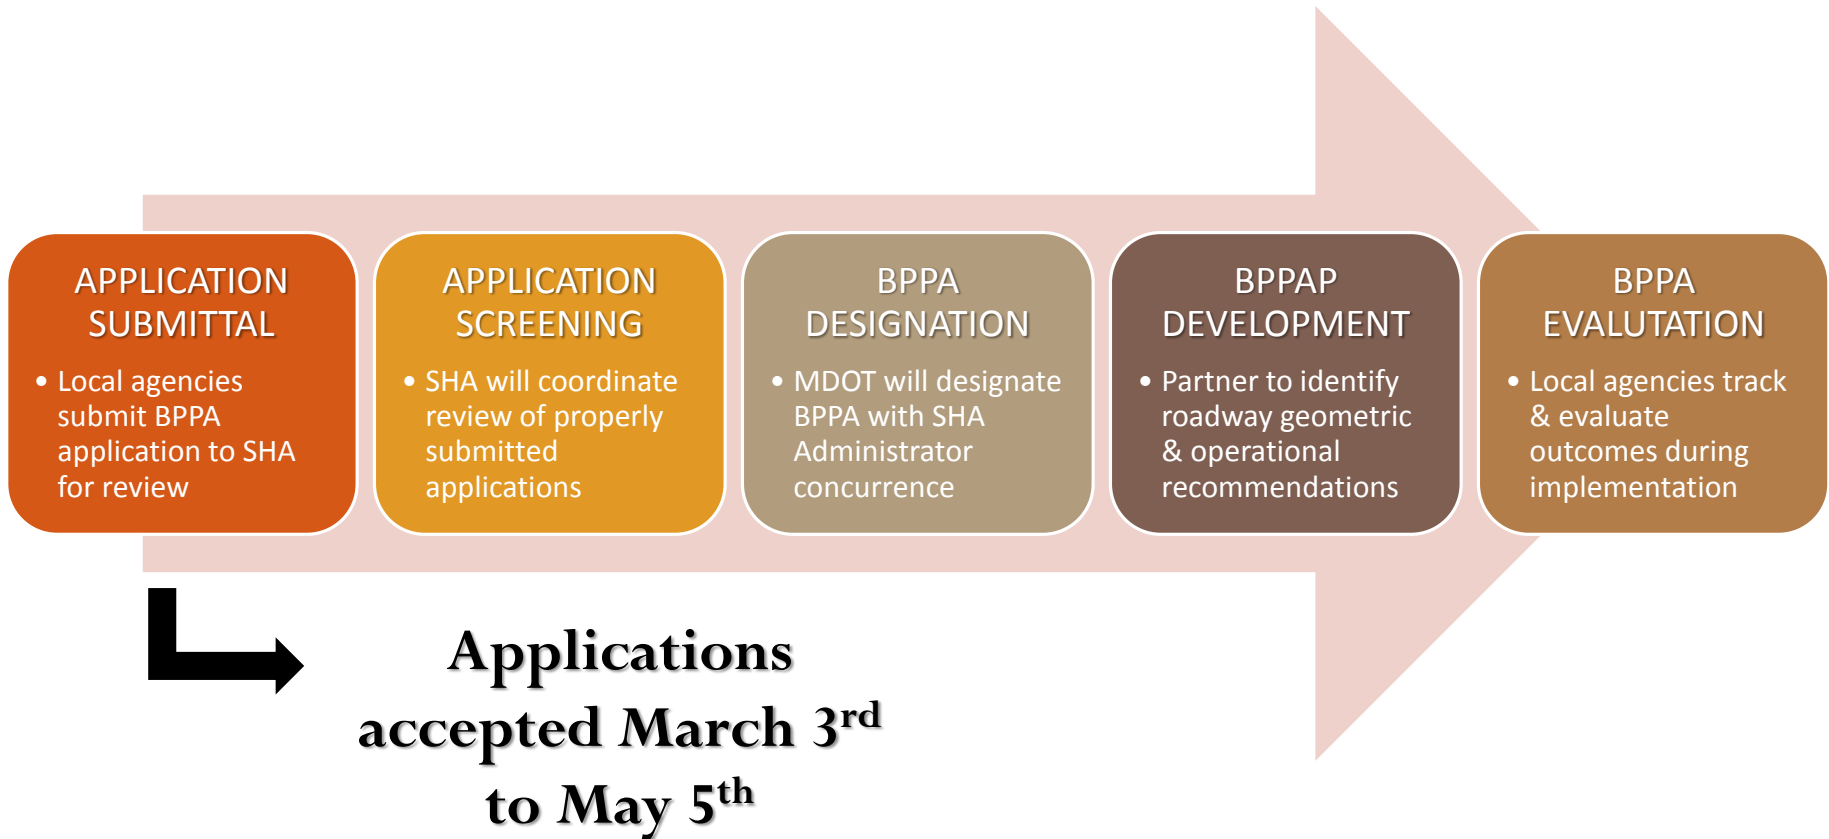 APPLICATION
SUBMITTAL
• Local agencies
submit BPPA
application to SHA
for review
APPLICATION
SCREENING
• SHA will coordinate
review of properly
submitted
applications
BPPA
DESIGNATION
• MDOT will designate
BPPA with SHA
Administrator
concurrence
BPPAP
DEVELOPMENT
• Partner to identify
roadway geometric
& operational
recommendations
BPPA
EVALUTATION
• Local agencies track
& evaluate
outcomes during
implementation
Applications
accepted March 3rd
to May 5th